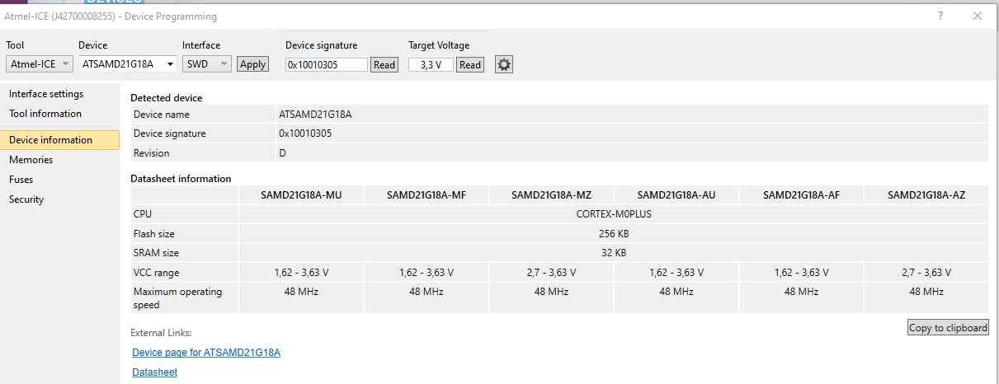 DEVICES
Atmel-ICE (J42700008255) - Device Programming ?
Tool Device Interface Device signature Target Voltage
Atmel-ICE ATSAMD21G18A SWD Apply 0x10010305 Read 3,3 V Read
Interface settings
Tool information
Device information
Memories
Fuses
Security
Detected device
Device name ATSAMD21G18A
Device signature 0x10010305
Revision D
Datasheet information
SAMD21G18A-MU SAMD21G18A-MF SAMD21G18A-MZ SAMD21G18A-AU SAMD21G18A-AF SAMD21G18A-AZ
CPU CORTEX-M0PLUS
Flash size 256 KB
SRAM size 32 KB
VCC range 1,62 - 3,63 V 1,62 - 3,63 V 2,7 - 3,63 V 1,62 - 3,63 V 1,62 - 3,63 V 2,7 - 3,63 V
Maximum operating 48 MHz 48 MHz 48 MHz 48 MHz 48 MHz 48 MHz
speed
Copy to clipboard
External Links:
Device page for ATSAMD21G18A
Datasheet